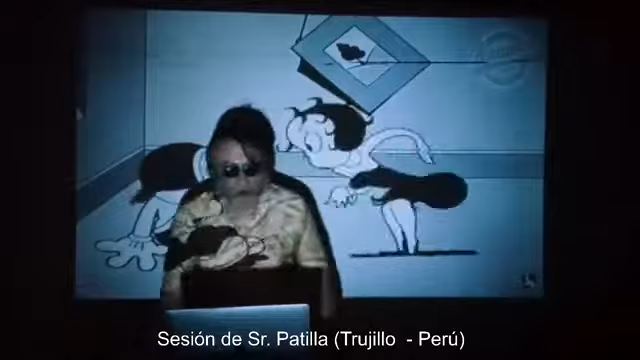 Sesión de Sr. Patilla (Trujillo  - Perú)